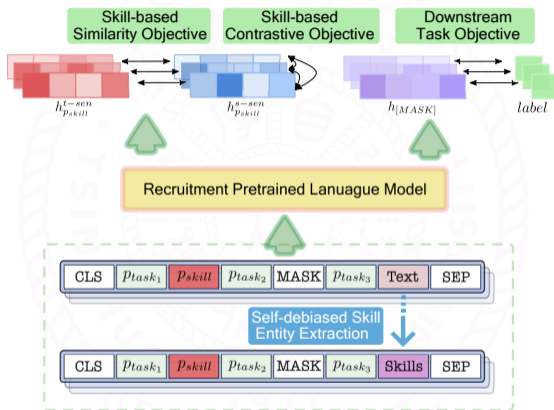 Skill-based
Similarity Objective
Skill-based
Contrastive Objective
Downstream
Task Objective
h_{p_{skill}}^{t-sen}
h_{p_{skill}}^{s-sen}
h_{[MASK]}
label
Recruitment Pretrained Lanuague Model
CLS p_{task_1} p_{skill} p_{task_2} MASK p_{task_3} Text SEP
Self-debiased Skill
Entity Extraction
CLS p_{task_1} p_{skill} p_{task_2} MASK p_{task_3} Skills SEP